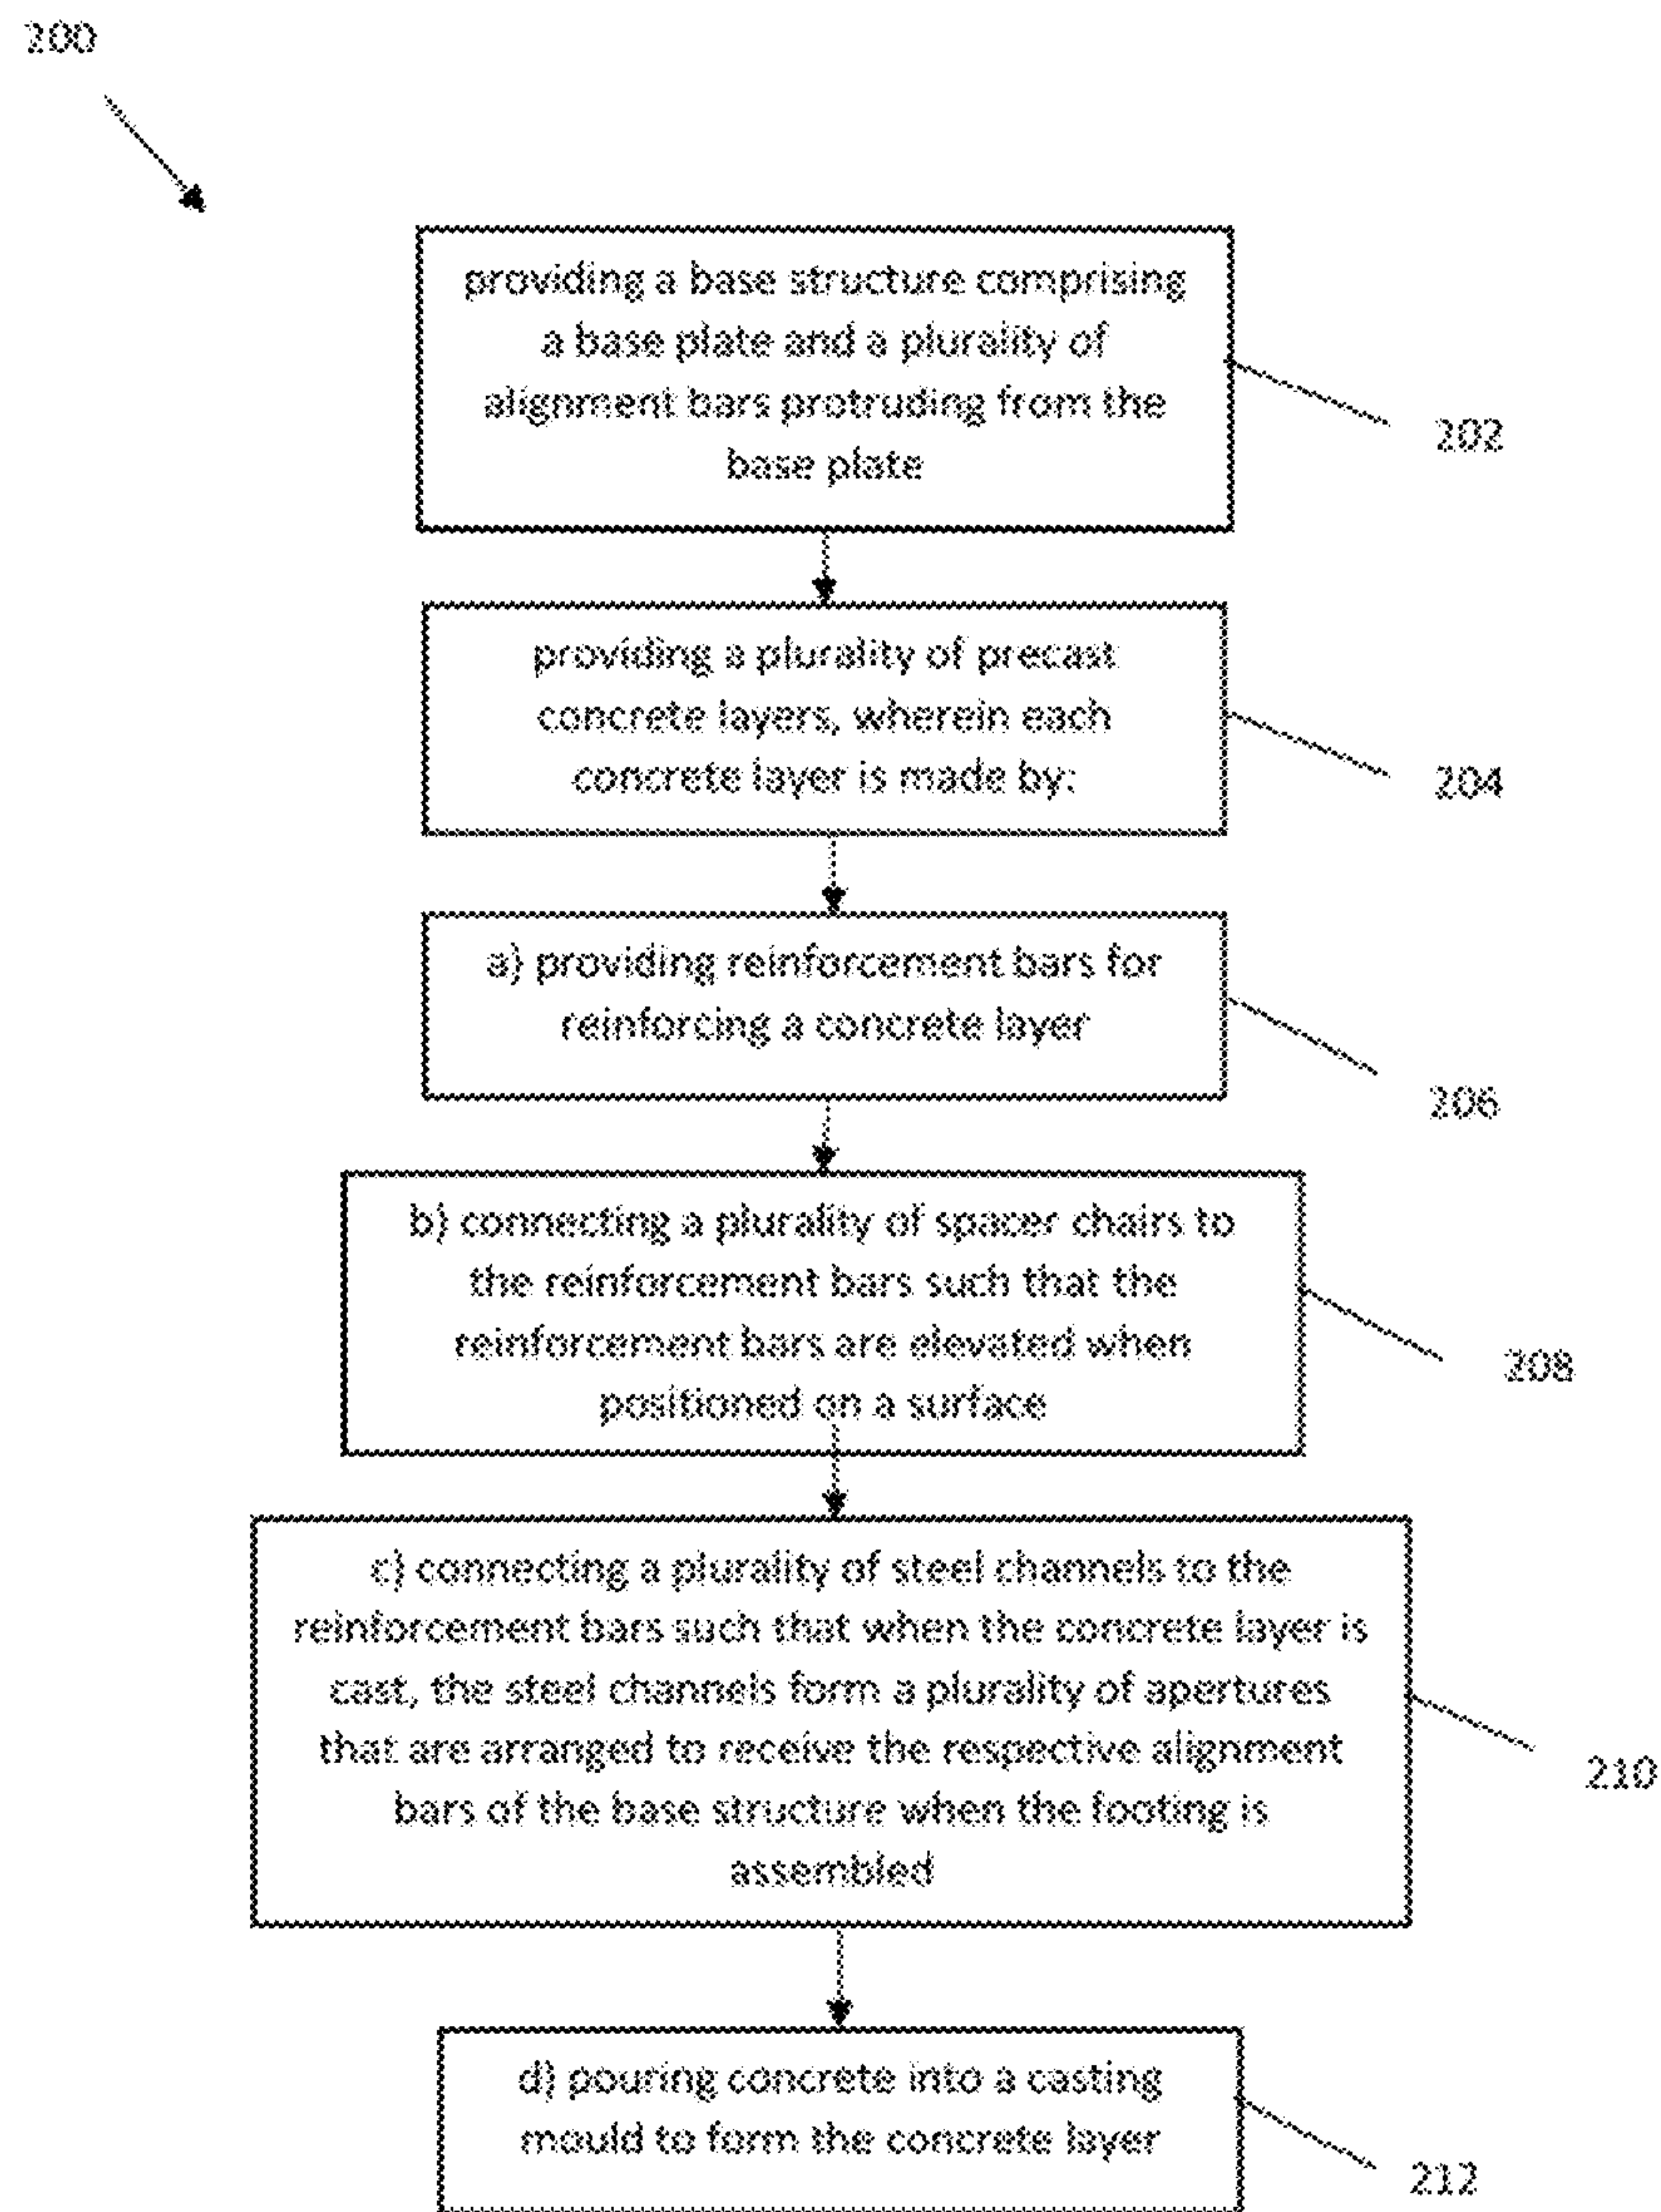 200
providing a base structure comprising
a base plate and a plurality of
alignment bars protruding from the
base plate
202
providing a plurality of precast
concrete layers, wherein each
concrete layer is made by:
204
a) providing reinforcement bars for
reinforcing a concrete layer
206
b) connecting a plurality of spacer chairs to
the reinforcement bars such that the
reinforcement bars are elevated when
positioned on a surface
208
c) connecting a plurality of steel channels to the
reinforcement bars such that when the concrete layer is
cast, the steel channels form a plurality of apertures
that are arranged to receive the respective alignment
bars of the base structure when the footing is
assembled
210
d) pouring concrete into a casting
mould to form the concrete layer
212